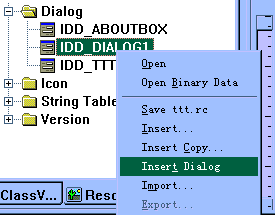 Dialog
IDD_ABOUTBOX
IDD_DIALOG1
IDD_TTT
Icon
String Table
Version
ClassV...
Reso
Open
Open Binary Data
Save ttt.rc
Insert...
Insert Copy...
Insert Dialog
Import...
Export...